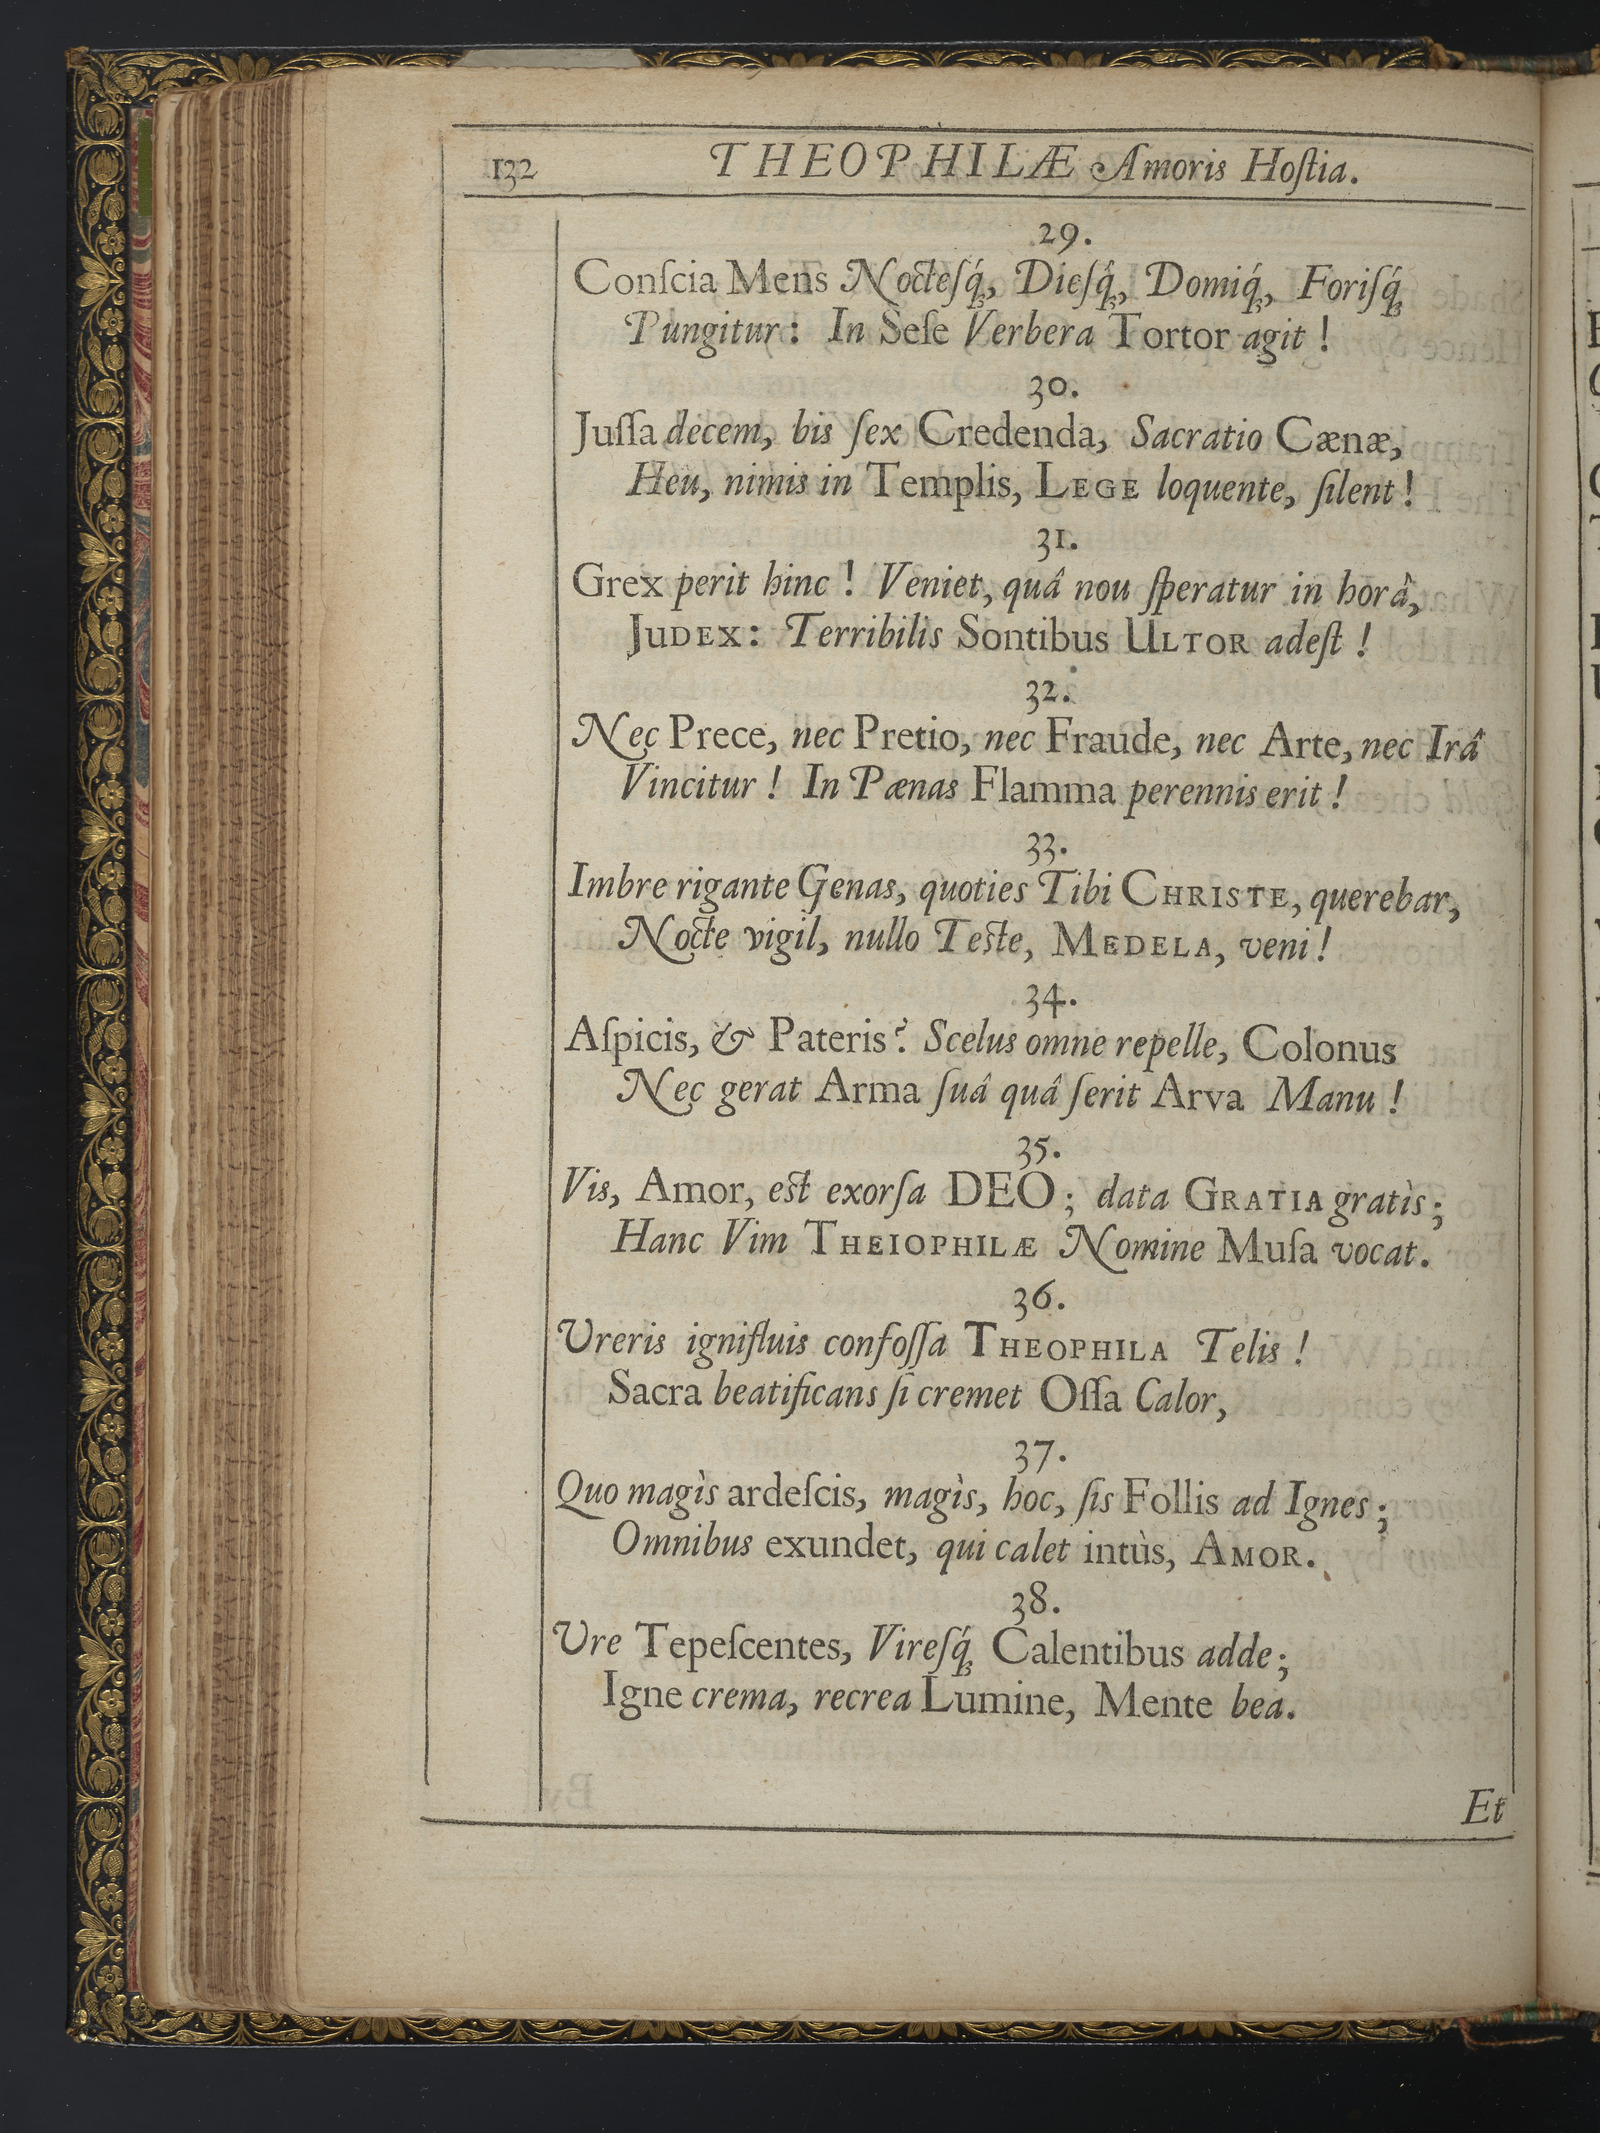 132 THEOPHILÆ Amoris Hoſtia.
29.
Conſcia Mens Nocteſq́;, Dieſq́;, Domiq́;, Foriſq́;
Pungitur: In Seſe Verbera Tortor agit!
30.
Juſſa decem, bis ſex Credenda, Sacratio Cænæ,
Heu, nimis in Templis, LEGE loquente, ſilent!
31.
Grex perit hinc! Veniet, quâ nou ſperatur in horâ,
JUDEX: Terribilis Sontibus ULTOR adeſt!
32.
Nec Prece, nec Pretio, nec Fraude, nec Arte, nec Irâ
Vincitur! In Pænas Flamma perennis erit!
33.
Imbre rigante Genas, quoties Tibi CHRISTE, querebar,
Nocte vigil, nullo Teste, MEDELA, veni!
34.
Aſpicis, & Pateris? Scelus omne repelle, Colonus
Nec gerat Arma ſuâ quâ ſerit Arva Manu!
35.
Vis, Amor, est exorſa DEO; data GRATIA gratìs;
Hanc Vim THEIOPHILÆ Nomine Muſa vocat.
36.
Ureris ignifluis confoſſa THEOPHILA Telis!
Sacra beatificans ſi cremet Oſſa Calor,
37.
Quo magìs ardeſcis, magìs, hoc, ſis Follis ad Ignes;
Omnibus exundet, qui calet intùs, AMOR.
38.
Ure Tepeſcentes, Vireſq́; Calentibus adde;
Igne crema, recrea Lumine, Mente bea.
Et